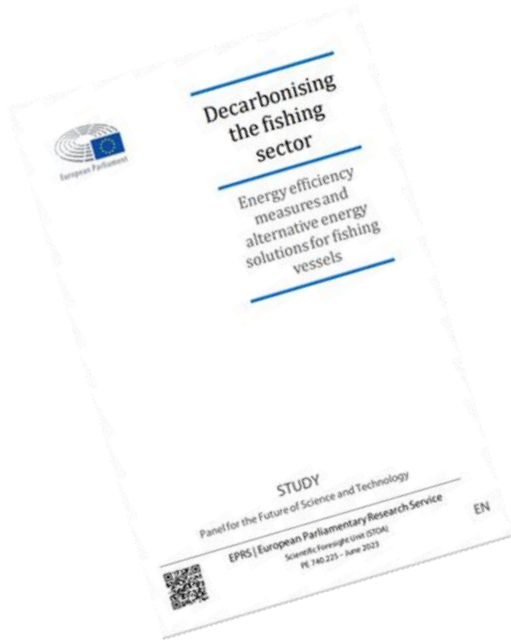 European Parliament
Decarbonising
the fishing
sector
Energy efficiency
measures and
alternative energy
solutions for fishing
vessels
STUDY
Panel for the Future of Science and Technology
EPRS | European Parliamentary Research Service
Scientific Foresight Unit (STOA)
PE 740.225 – June 2023
EN